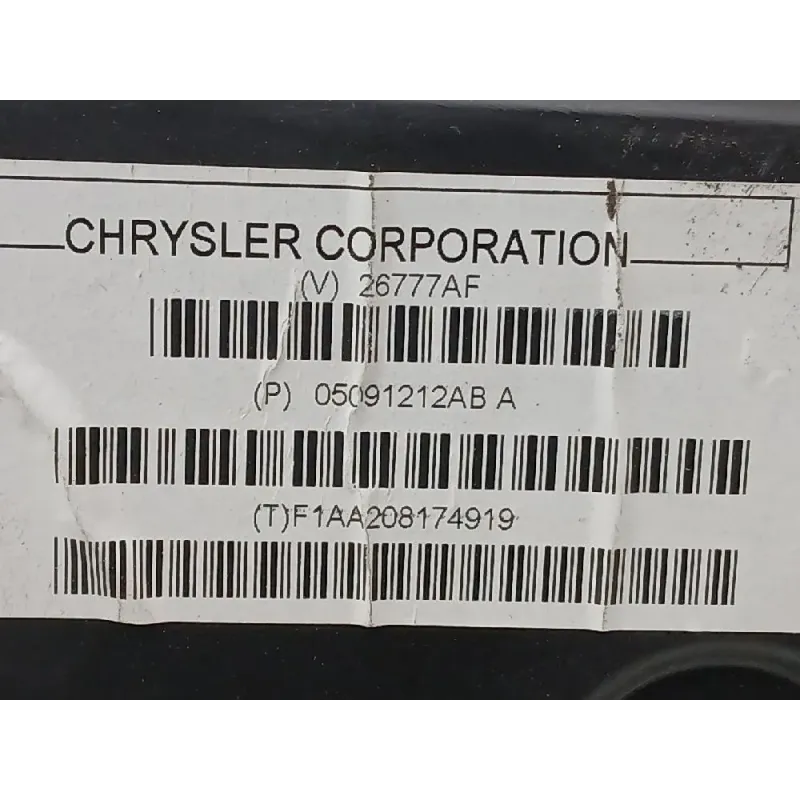 CHRYSLER CORPORATION
(V) 26777AF
(P) 05091212AB A
(T)F1AA208174919